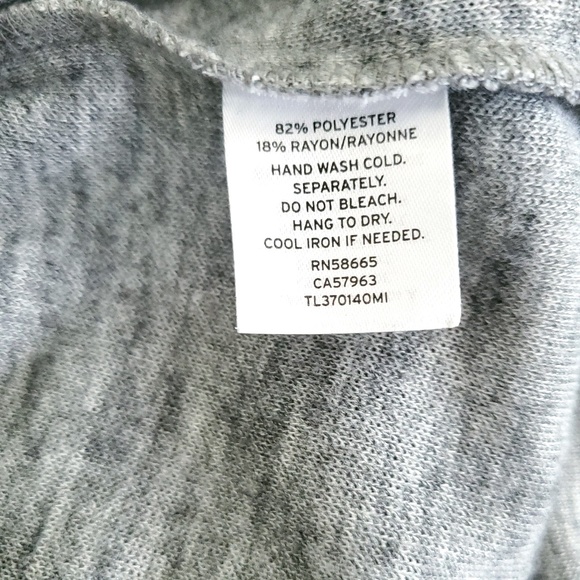 82% POLYESTER
18% RAYON/RAYONNE
HAND WASH COLD.
SEPARATELY.
DO NOT BLEACH.
HANG TO DRY.
COOL IRON IF NEEDED.
RN58665
CA57963
TL370140MI